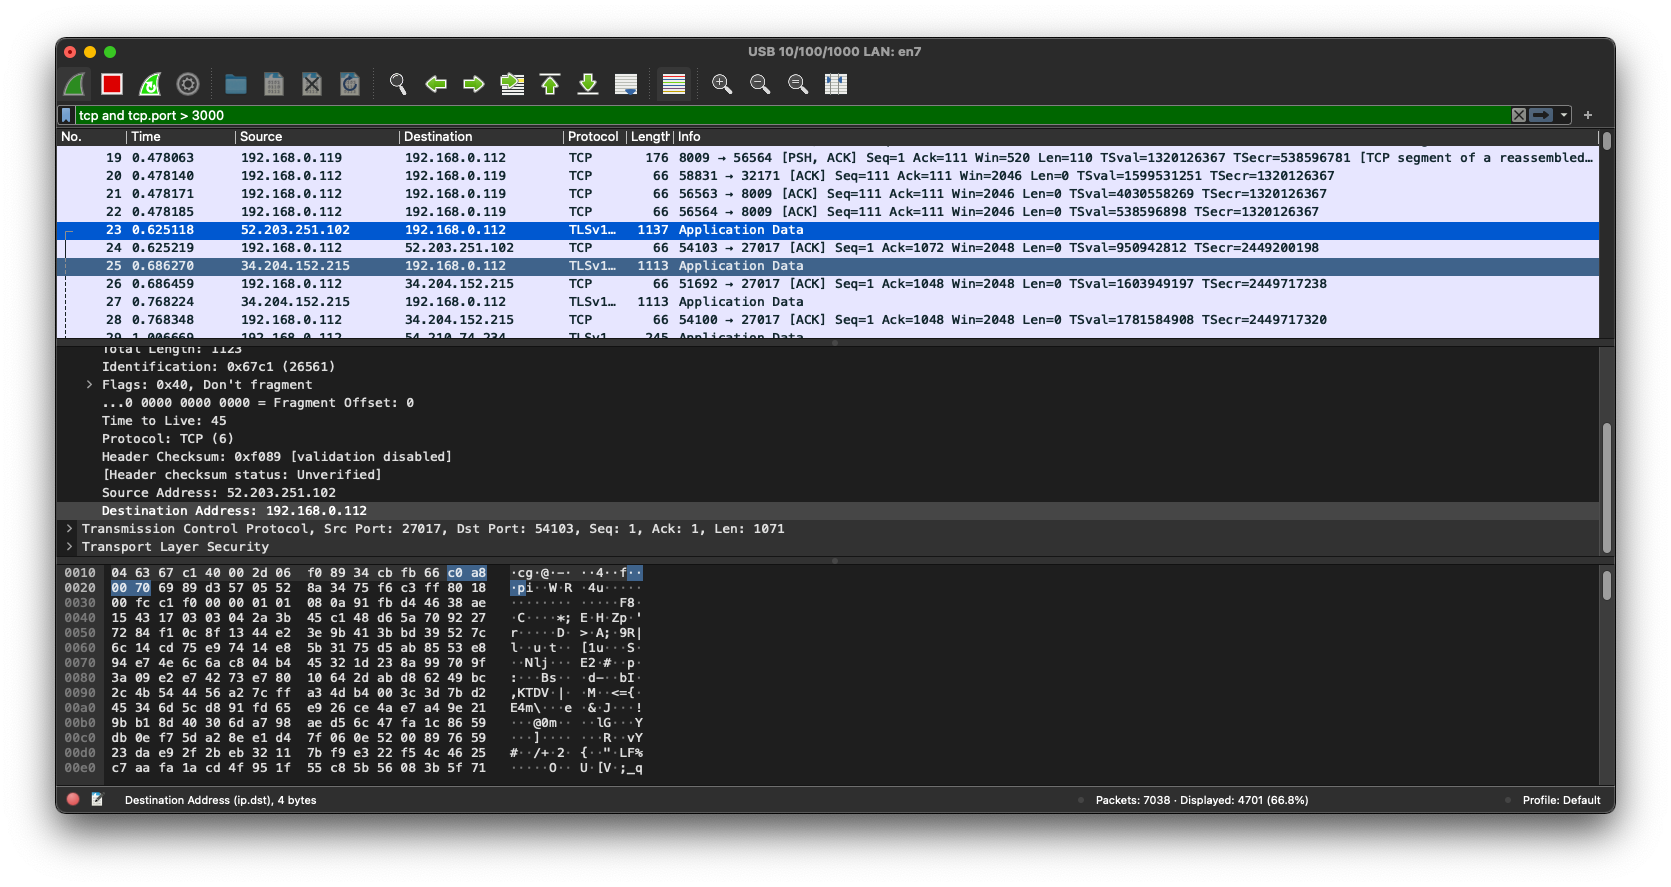 USB 10/100/1000 LAN: en7
tcp and tcp.port > 3000
No. Time Source Destination Protocol Length Info
19 0.478063 192.168.0.119 192.168.0.112 TCP 176 8009 → 56564 [PSH, ACK] Seq=1 Ack=111 Win=520 Len=110 TSval=1320126367 TSecr=538596781 [TCP segment of a reassembled…
20 0.478140 192.168.0.112 192.168.0.119 TCP 66 58831 → 32171 [ACK] Seq=111 Ack=111 Win=2046 Len=0 TSval=1599531251 TSecr=1320126367
21 0.478171 192.168.0.112 192.168.0.119 TCP 66 56563 → 8009 [ACK] Seq=111 Ack=111 Win=2046 Len=0 TSval=4030558269 TSecr=1320126367
22 0.478185 192.168.0.112 192.168.0.119 TCP 66 56564 → 8009 [ACK] Seq=111 Ack=111 Win=2046 Len=0 TSval=538596898 TSecr=1320126367
23 0.625118 52.203.251.102 192.168.0.112 TLSv1… 1137 Application Data
24 0.625219 192.168.0.112 52.203.251.102 TCP 66 54103 → 27017 [ACK] Seq=1 Ack=1072 Win=2048 Len=0 TSval=950942812 TSecr=2449200198
25 0.686270 34.204.152.215 192.168.0.112 TLSv1… 1113 Application Data
26 0.686459 192.168.0.112 34.204.152.215 TCP 66 51692 → 27017 [ACK] Seq=1 Ack=1048 Win=2048 Len=0 TSval=1603949197 TSecr=2449717238
27 0.768224 34.204.152.215 192.168.0.112 TLSv1… 1113 Application Data
28 0.768348 192.168.0.112 34.204.152.215 TCP 66 54100 → 27017 [ACK] Seq=1 Ack=1048 Win=2048 Len=0 TSval=1781584908 TSecr=2449717320
29 1.006669 192.168.0.112 54.210.74.234 TLSv1… 245 Application Data
Total Length: 1123
Identification: 0x67c1 (26561)
> Flags: 0x40, Don't fragment
...0 0000 0000 0000 = Fragment Offset: 0
Time to Live: 45
Protocol: TCP (6)
Header Checksum: 0xf089 [validation disabled]
[Header checksum status: Unverified]
Source Address: 52.203.251.102
Destination Address: 192.168.0.112
> Transmission Control Protocol, Src Port: 27017, Dst Port: 54103, Seq: 1, Ack: 1, Len: 1071
> Transport Layer Security
0010 04 63 67 c1 40 00 2d 06 f0 89 34 cb fb 66 c0 a8 ·cg·@·-· ··4··f··
0020 00 70 69 89 d3 57 05 52 8a 34 75 f6 c3 ff 80 18 ·pi··W·R ·4u·····
0030 00 fc c1 f0 00 00 01 01 08 0a 91 fb d4 46 38 ae ········ ·····F8·
0040 15 43 17 03 03 04 2a 3b 45 c1 48 d6 5a 70 92 27 ·C····*; E·H·Zp·'
0050 72 84 f1 0c 8f 13 44 e2 3e 9b 41 3b bd 39 52 7c r·····D· >·A;·9R|
0060 6c 14 cd 75 e9 74 14 e8 5b 31 75 d5 ab 85 53 e8 l··u·t·· [1u···S·
0070 94 e7 4e 6c 6a c8 04 b4 45 32 1d 23 8a 99 70 9f ··Nlj··· E2·#··p·
0080 3a 09 e2 e7 42 73 e7 80 10 64 2d ab d8 62 49 bc :···Bs·· ·d-··bI·
0090 2c 4b 54 44 56 a2 7c ff a3 4d b4 00 3c 3d 7b d2 ,KTDV·|· ·M··<={·
00a0 45 34 6d 5c d8 91 fd 65 e9 26 ce 4a e7 a4 9e 21 E4m\···e ·&·J···!
00b0 9b b1 8d 40 30 6d a7 98 ae d5 6c 47 fa 1c 86 59 ···@0m·· ··lG···Y
00c0 db 0e f7 5d a2 8e e1 d4 7f 06 0e 52 00 89 76 59 ···]···· ···R··vY
00d0 23 da e9 2f 2b eb 32 11 7b f9 e3 22 f5 4c 46 25 #··/+·2· {··"·LF%
00e0 c7 aa fa 1a cd 4f 95 1f 55 c8 5b 56 08 3b 5f 71 ·····O·· U·[V·;_q
Destination Address (ip.dst), 4 bytes Packets: 7038 · Displayed: 4701 (66.8%) Profile: Default